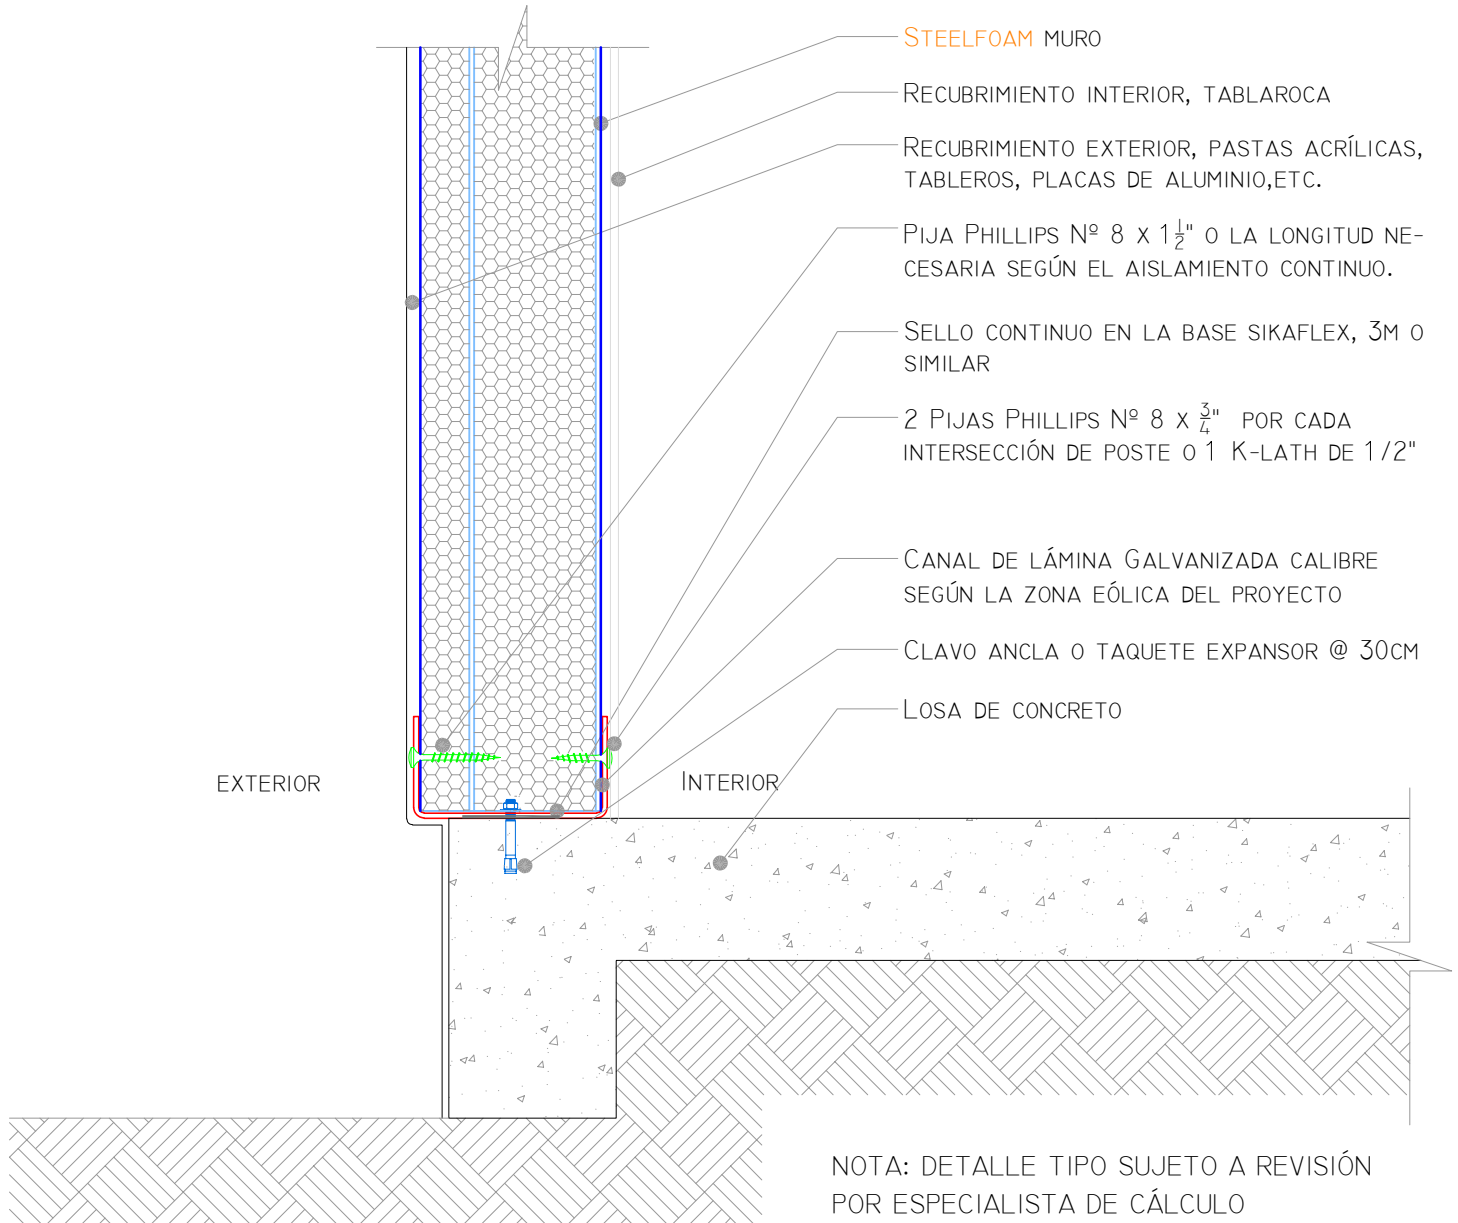 STEELFOAM MURO
RECUBRIMIENTO INTERIOR, TABLAROCA
RECUBRIMIENTO EXTERIOR, PASTAS ACRÍLICAS,
TABLEROS, PLACAS DE ALUMINIO,ETC.
PIJA PHILLIPS Nº 8 X 1 1/2" O LA LONGITUD NE-
CESARIA SEGÚN EL AISLAMIENTO CONTINUO.
SELLO CONTINUO EN LA BASE SIKAFLEX, 3M O
SIMILAR
2 PIJAS PHILLIPS Nº 8 X 3/4" POR CADA
INTERSECCIÓN DE POSTE O 1 K-LATH DE 1/2"
CANAL DE LÁMINA GALVANIZADA CALIBRE
SEGÚN LA ZONA EÓLICA DEL PROYECTO
CLAVO ANCLA O TAQUETE EXPANSOR @ 30CM
LOSA DE CONCRETO
EXTERIOR
INTERIOR
NOTA: DETALLE TIPO SUJETO A REVISIÓN
POR ESPECIALISTA DE CÁLCULO